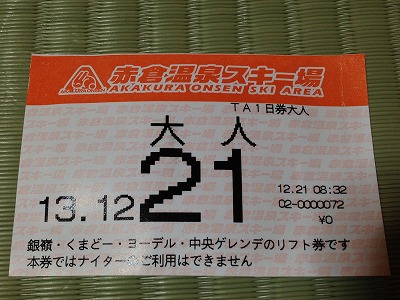 赤倉温泉スキー場
AKAKURA ONSEN SKI AREA
TA1日券大人
大人
13.12 21
12.21 08:32
02-0000072
¥0
銀嶺・くまどー・ヨーデル・中央ゲレンデのリフト券です
本券ではナイターのご利用はできません